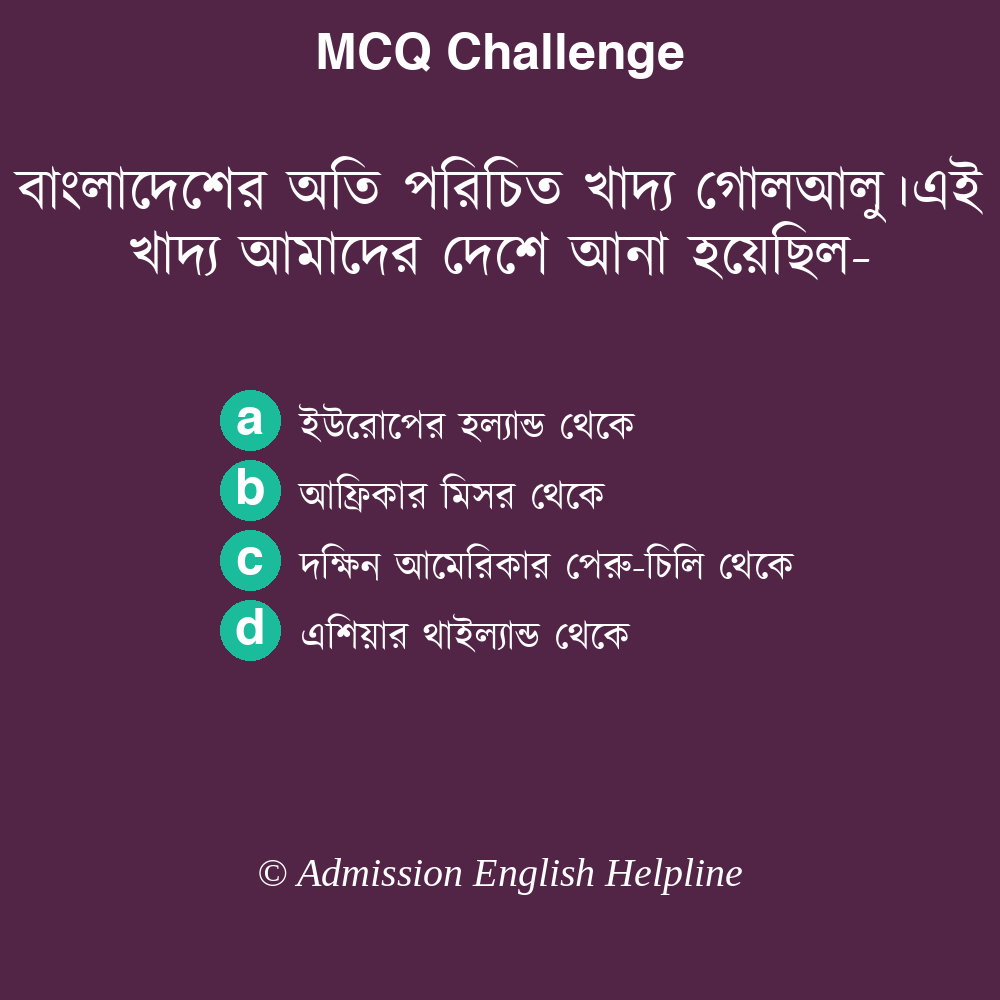 MCQ Challenge
বাংলাদেশের অতি পরিচিত খাদ্য গোলআলু।এই
খাদ্য আমাদের দেশে আনা হয়েছিল-
a ইউরোপের হল্যান্ড থেকে
b আফ্রিকার মিসর থেকে
c দক্ষিন আমেরিকার পেরু-চিলি থেকে
d এশিয়ার থাইল্যান্ড থেকে
© Admission English Helpline